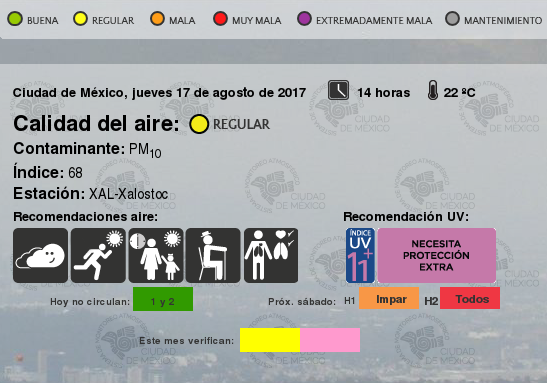 BUENA REGULAR MALA MUY MALA EXTREMADAMENTE MALA MANTENIMIENTO
Ciudad de México, jueves 17 de agosto de 2017 14 horas 22 ºC
Calidad del aire: REGULAR
Contaminante: PM10
Índice: 68
Estación: XAL-Xalostoc
Recomendaciones aire: Recomendación UV:
ÍNDICE
UV
11+
NECESITA
PROTECCIÓN
EXTRA
Hoy no circulan: 1 y 2 Próx. sábado: H1 Impar H2 Todos
Este mes verifican:
CIUDAD
DE MÉXICO